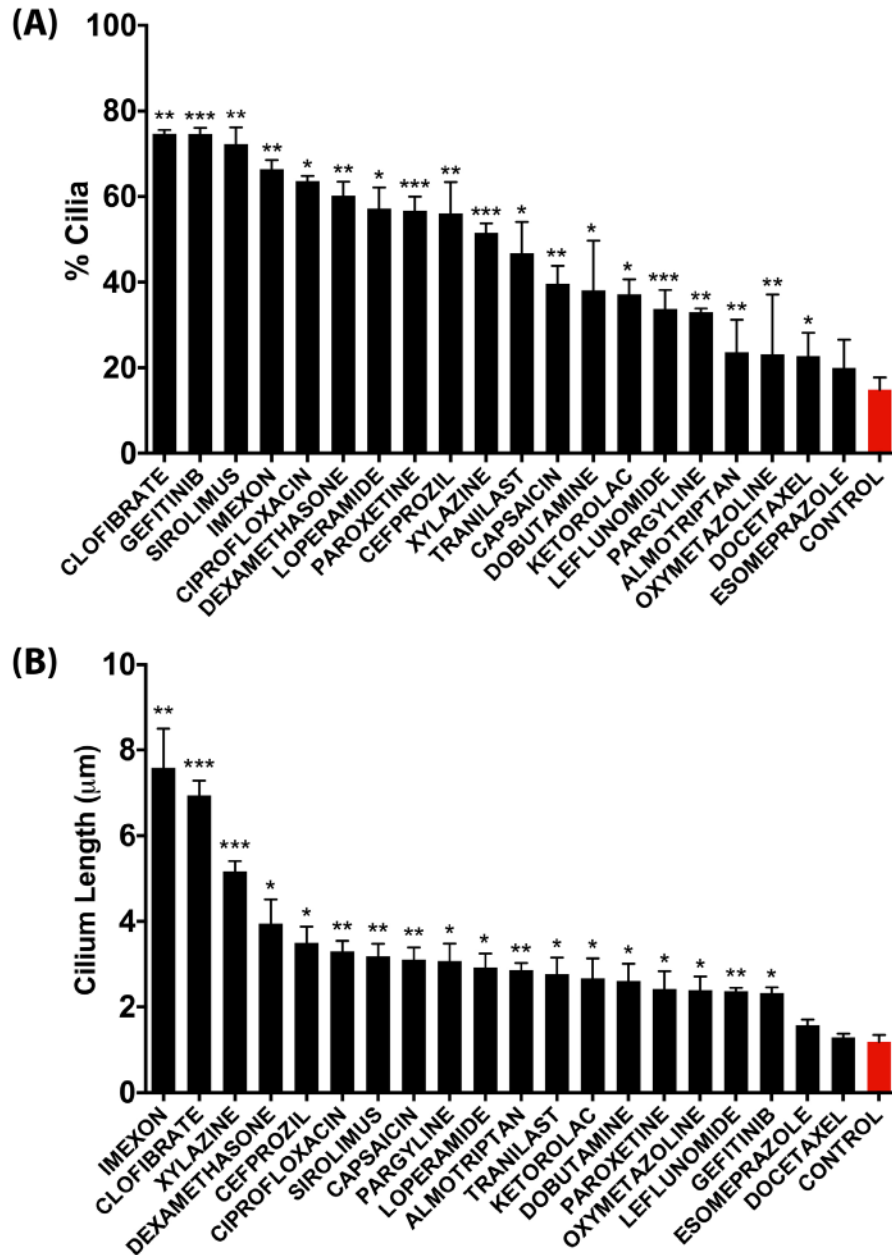 (A)
100
80
60
40
20
0
% Cilia
** *** ** ** * ** * *** ** *** * ** * * *** ** ** ** *
CLOFIBRATE
GEFITINIB
SIROLIMUS
IMEXON
CIPROFLOXACIN
DEXAMETHASONE
LOPERAMIDE
PAROXETINE
CEFPROZIL
XYLAZINE
TRANILAST
CAPSAICIN
DOBUTAMINE
KETOROLAC
LEFLUNOMIDE
PARGYLINE
ALMOTRIPTAN
OXYMETAZOLINE
DOCETAXEL
ESOMEPRAZOLE
CONTROL
(B)
10
8
6
4
2
0
Cilium Length (μm)
** *** *** * * ** ** ** * * ** * * * * * ** *
IMEXON
CLOFIBRATE
XYLAZINE
DEXAMETHASONE
CEFPROZIL
CIPROFLOXACIN
SIROLIMUS
CAPSAICIN
PARGYLINE
LOPERAMIDE
ALMOTRIPTAN
TRANILAST
KETOROLAC
DOBUTAMINE
PAROXETINE
OXYMETAZOLINE
LEFLUNOMIDE
GEFITINIB
ESOMEPRAZOLE
DOCETAXEL
CONTROL